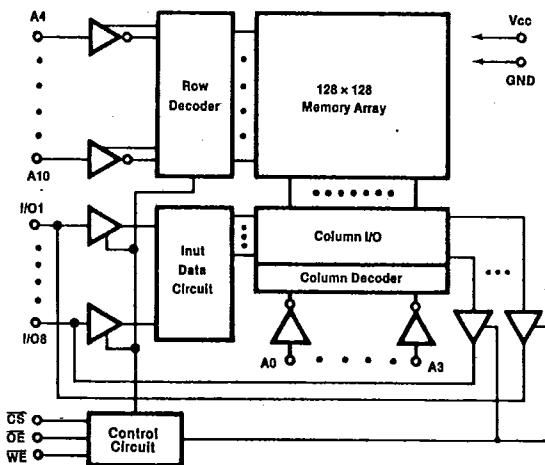 A4
Vcc
GND
Row
Decoder
128 × 128
Memory Array
A10
I/O1
Inut
Data
Circuit
Column I/O
Column Decoder
I/O8
A0
A3
CS
OE
WE
Control
Circuit